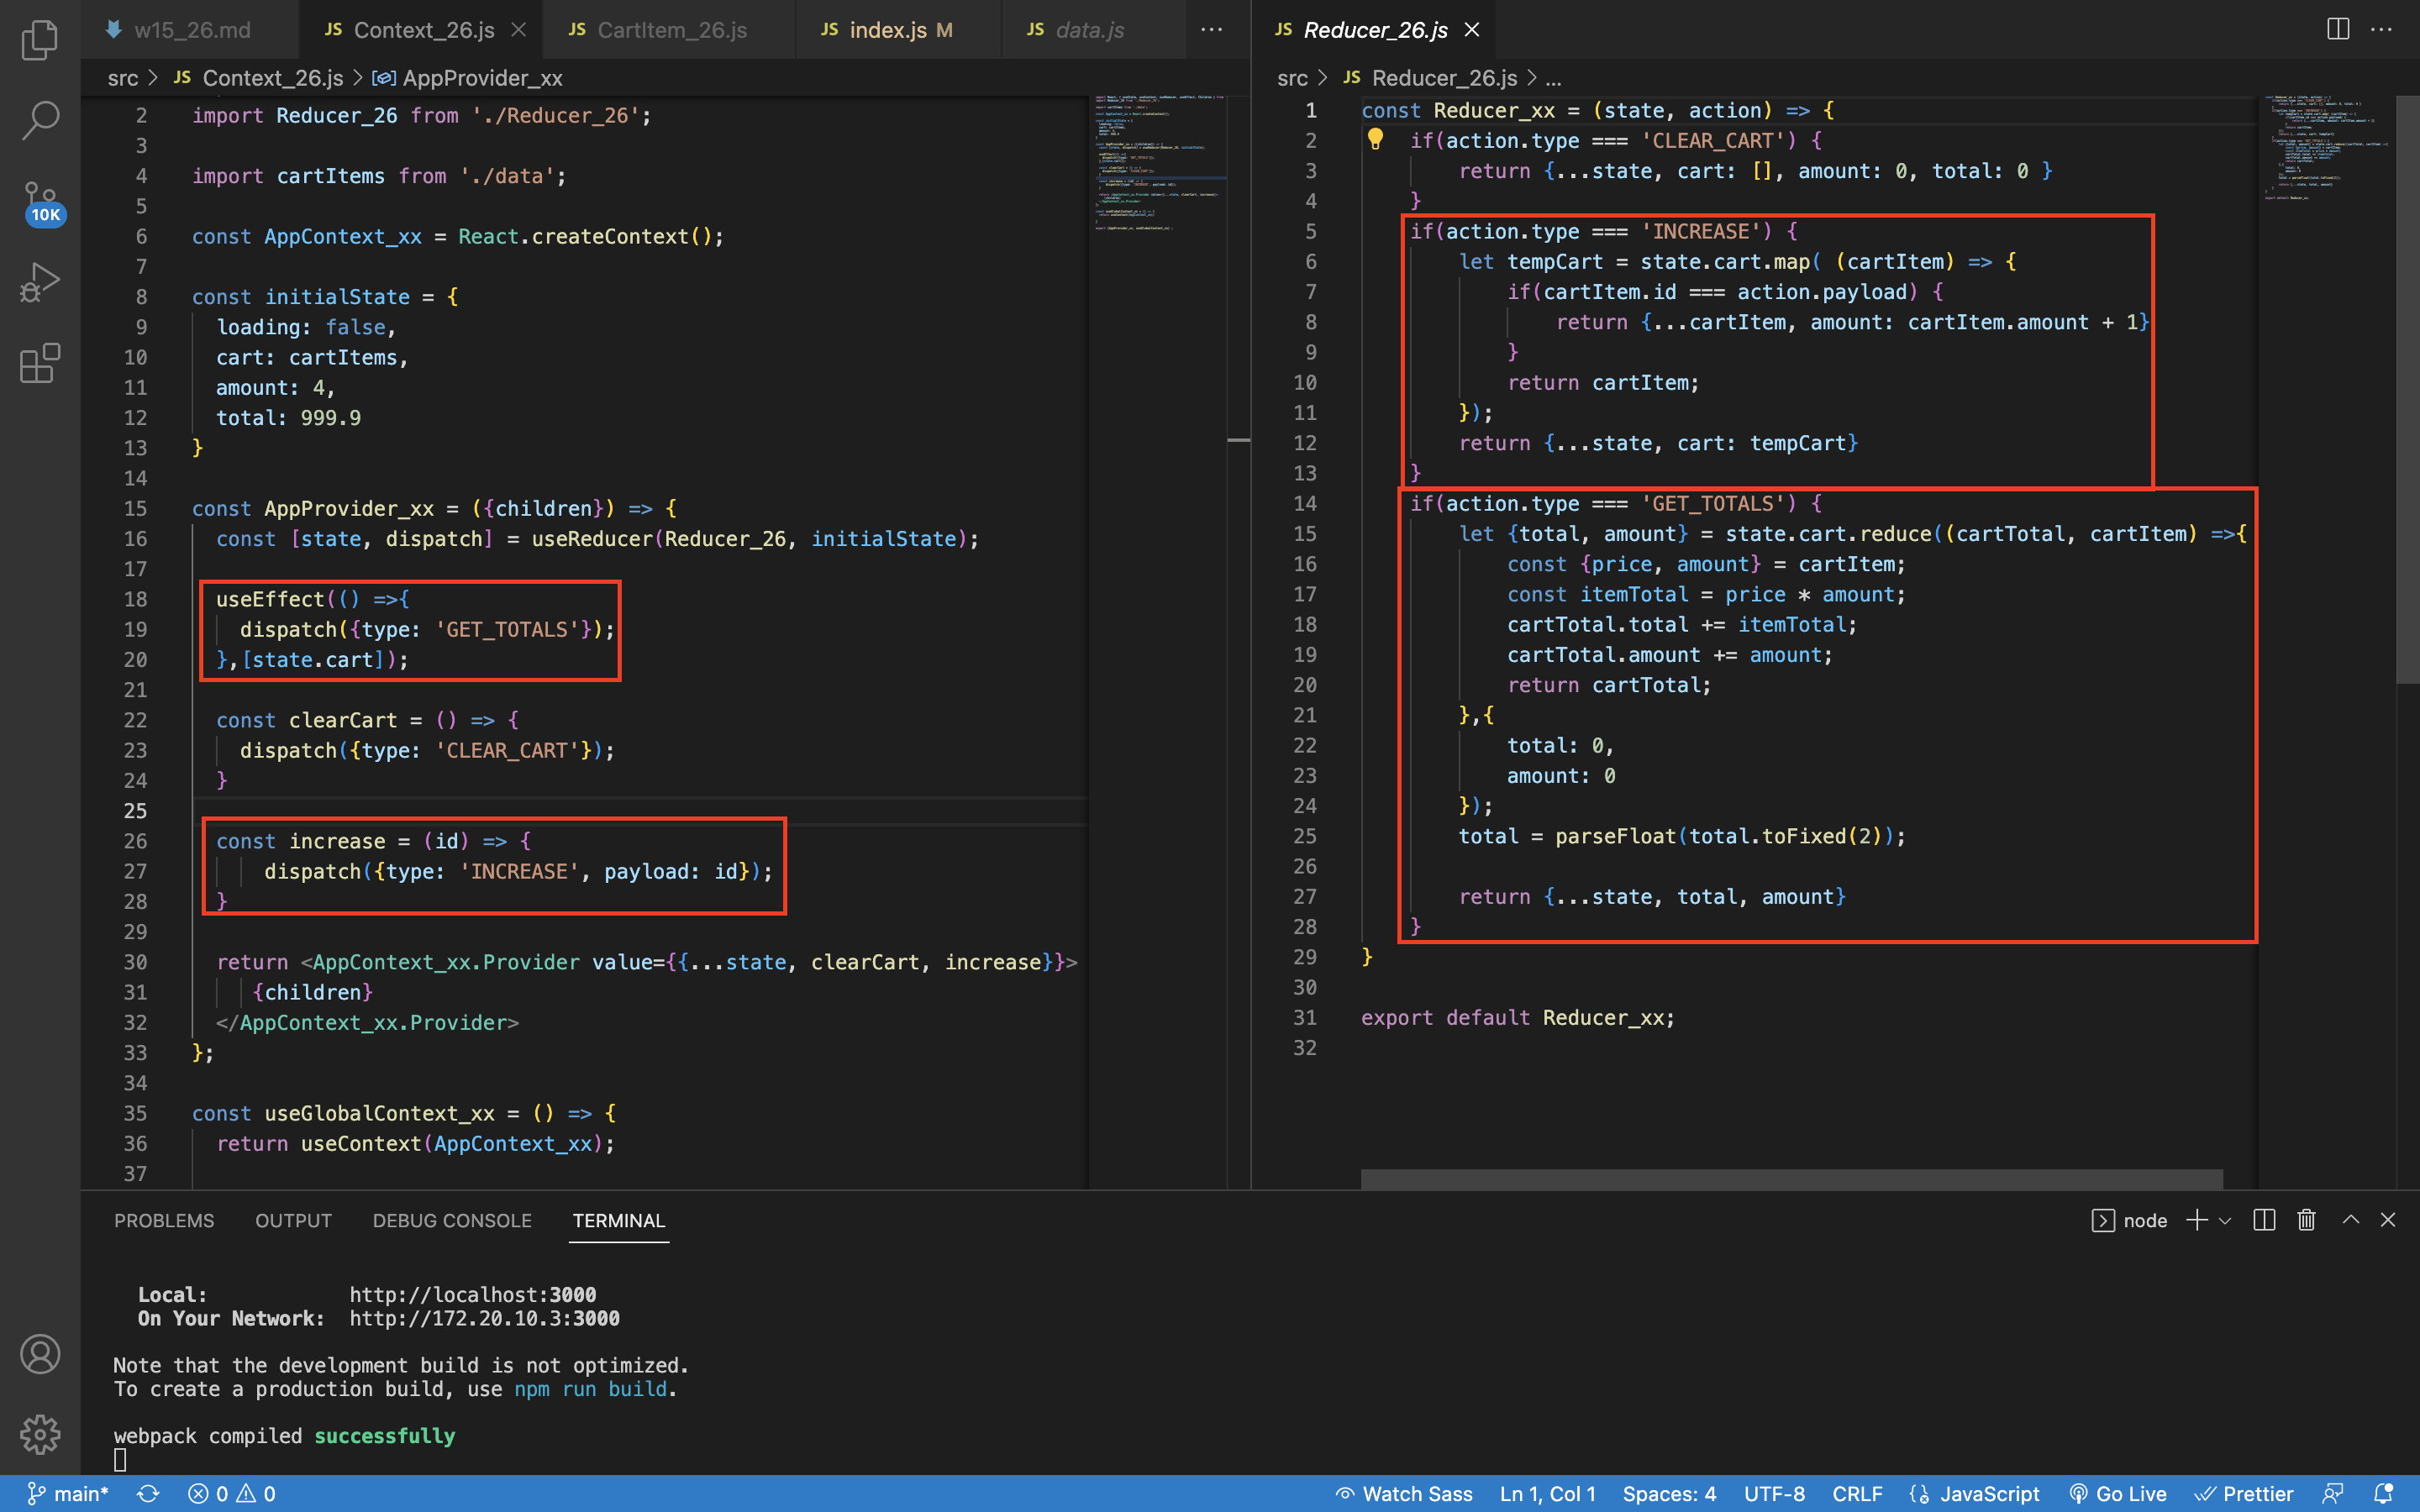 w15_26.md
JS Context_26.js
JS CartItem_26.js
JS index.js M
JS data.js
JS Reducer_26.js
src > JS Context_26.js > AppProvider_xx
src > JS Reducer_26.js > ...
10K
2 import Reducer_26 from './Reducer_26';
3
4 import cartItems from './data';
5
6 const AppContext_xx = React.createContext();
7
8 const initialState = {
9 loading: false,
10 cart: cartItems,
11 amount: 4,
12 total: 999.9
13 }
14
15 const AppProvider_xx = ({children}) => {
16 const [state, dispatch] = useReducer(Reducer_26, initialState);
17
18 useEffect(() =>{
19 dispatch({type: 'GET_TOTALS'});
20 },[state.cart]);
21
22 const clearCart = () => {
23 dispatch({type: 'CLEAR_CART'});
24 }
25
26 const increase = (id) => {
27 dispatch({type: 'INCREASE', payload: id});
28 }
29
30 return <AppContext_xx.Provider value={{...state, clearCart, increase}}>
31 {children}
32 </AppContext_xx.Provider>
33 };
34
35 const useGlobalContext_xx = () => {
36 return useContext(AppContext_xx);
37
1 const Reducer_xx = (state, action) => {
2 if(action.type === 'CLEAR_CART') {
3 return {...state, cart: [], amount: 0, total: 0 }
4 }
5 if(action.type === 'INCREASE') {
6 let tempCart = state.cart.map( (cartItem) => {
7 if(cartItem.id === action.payload) {
8 return {...cartItem, amount: cartItem.amount + 1}
9 }
10 return cartItem;
11 });
12 return {...state, cart: tempCart}
13 }
14 if(action.type === 'GET_TOTALS') {
15 let {total, amount} = state.cart.reduce((cartTotal, cartItem) =>{
16 const {price, amount} = cartItem;
17 const itemTotal = price * amount;
18 cartTotal.total += itemTotal;
19 cartTotal.amount += amount;
20 return cartTotal;
21 },{
22 total: 0,
23 amount: 0
24 });
25 total = parseFloat(total.toFixed(2));
26
27 return {...state, total, amount}
28 }
29 }
30
31 export default Reducer_xx;
32
PROBLEMS OUTPUT DEBUG CONSOLE TERMINAL
node
Local: http://localhost:3000
On Your Network: http://172.20.10.3:3000
Note that the development build is not optimized.
To create a production build, use npm run build.
webpack compiled successfully
main* 0 0
Watch Sass Ln 1, Col 1 Spaces: 4 UTF-8 CRLF JavaScript Go Live Prettier